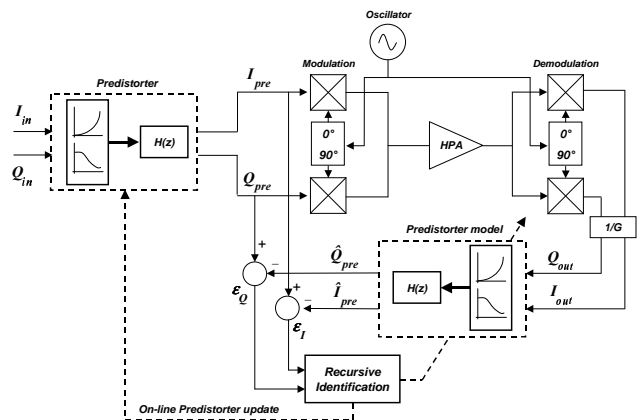 Oscillator
Modulation
Demodulation
Predistorter
I_pre
I_in
H(z)
0°
90°
HPA
0°
90°
Q_in
Q_pre
1/G
Predistorter model
+
−
Q̂_pre
Q_out
H(z)
ε_Q
+
−
Î_pre
I_out
ε_I
Recursive
Identification
On-line Predistorter update